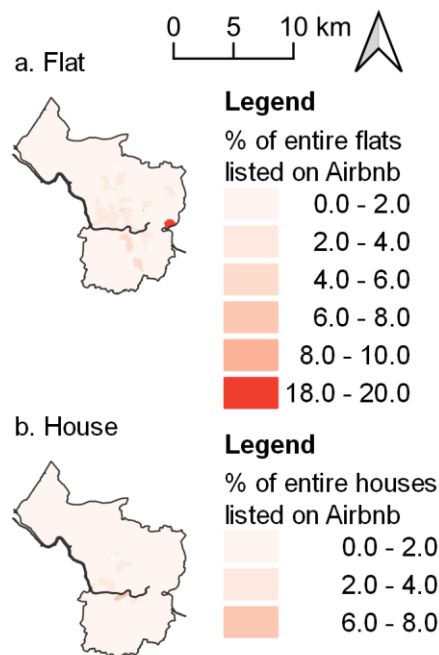 0 5 10 km
a. Flat
Legend
% of entire flats
listed on Airbnb
0.0 - 2.0
2.0 - 4.0
4.0 - 6.0
6.0 - 8.0
8.0 - 10.0
18.0 - 20.0
b. House
Legend
% of entire houses
listed on Airbnb
0.0 - 2.0
2.0 - 4.0
6.0 - 8.0